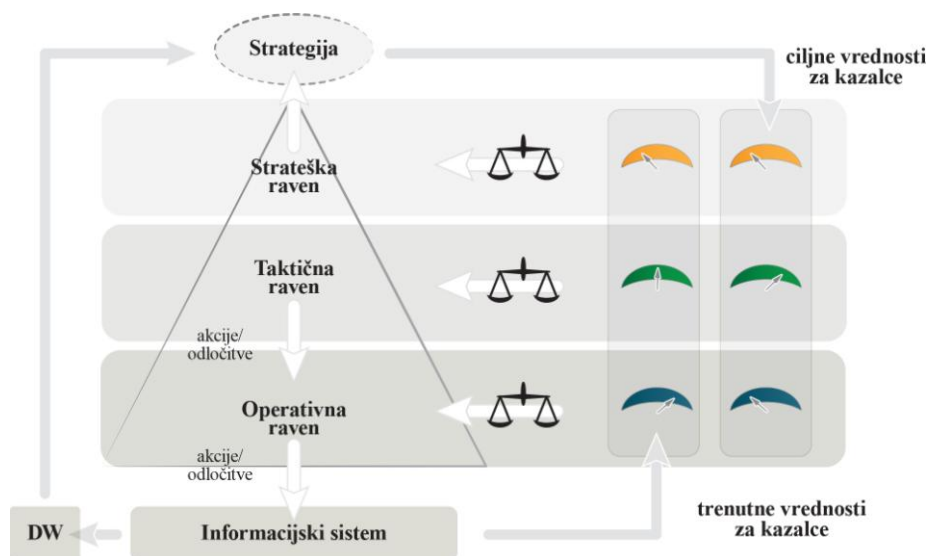 Strategija
ciljne vrednosti
za kazalce
Strateška
raven
Taktična
raven
akcije/
odločitve
Operativna
raven
akcije/
odločitve
trenutne vrednosti
za kazalce
DW
Informacijski sistem